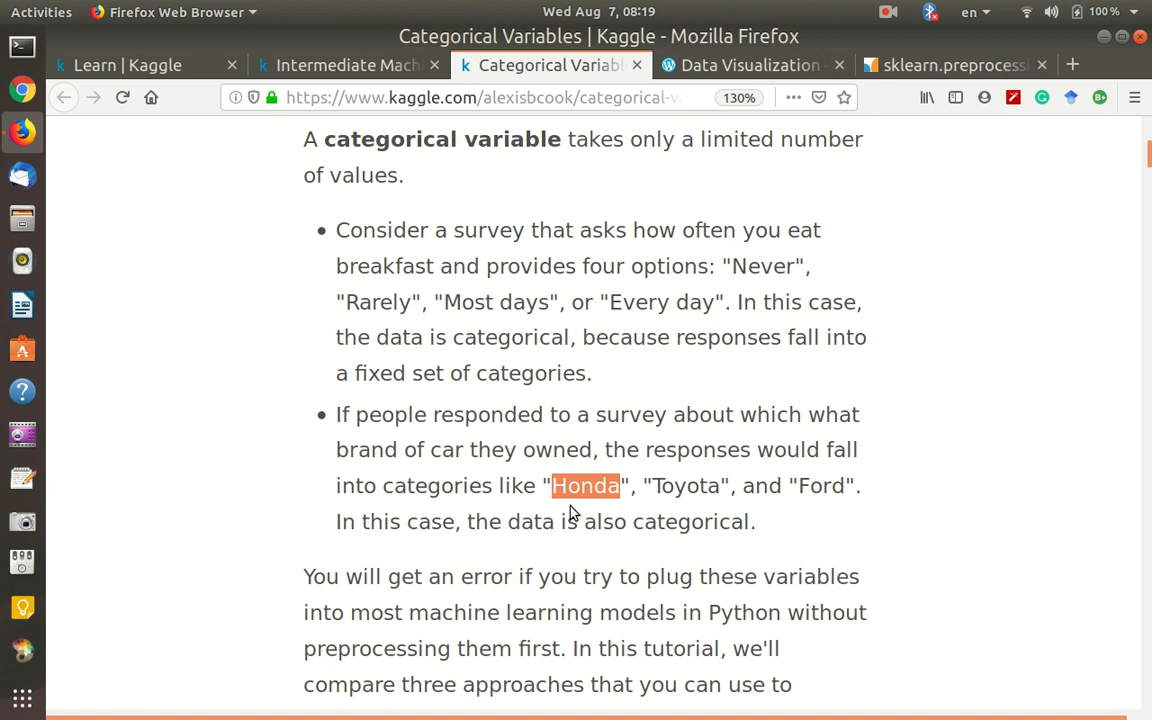 Activities Firefox Web Browser Wed Aug 7, 08:19 en 100 %
Categorical Variables | Kaggle - Mozilla Firefox
Learn | Kaggle Intermediate Mach Categorical Variabl Data Visualization sklearn.preprocessi
https://www.kaggle.com/alexisbcook/categorical-v 130%
A categorical variable takes only a limited number
of values.
• Consider a survey that asks how often you eat
breakfast and provides four options: "Never",
"Rarely", "Most days", or "Every day". In this case,
the data is categorical, because responses fall into
a fixed set of categories.
• If people responded to a survey about which what
brand of car they owned, the responses would fall
into categories like "Honda", "Toyota", and "Ford".
In this case, the data is also categorical.
You will get an error if you try to plug these variables
into most machine learning models in Python without
preprocessing them first. In this tutorial, we'll
compare three approaches that you can use to